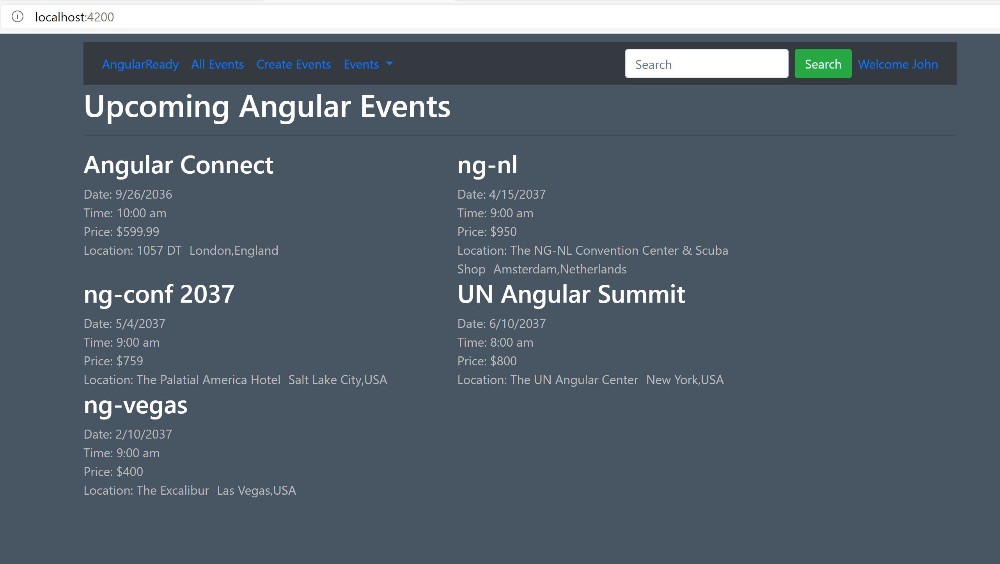 localhost:4200
AngularReady All Events Create Events Events Search Search Welcome John
Upcoming Angular Events
Angular Connect
Date: 9/26/2036
Time: 10:00 am
Price: $599.99
Location: 1057 DT London,England
ng-nl
Date: 4/15/2037
Time: 9:00 am
Price: $950
Location: The NG-NL Convention Center & Scuba
Shop Amsterdam,Netherlands
ng-conf 2037
Date: 5/4/2037
Time: 9:00 am
Price: $759
Location: The Palatial America Hotel Salt Lake City,USA
UN Angular Summit
Date: 6/10/2037
Time: 8:00 am
Price: $800
Location: The UN Angular Center New York,USA
ng-vegas
Date: 2/10/2037
Time: 9:00 am
Price: $400
Location: The Excalibur Las Vegas,USA